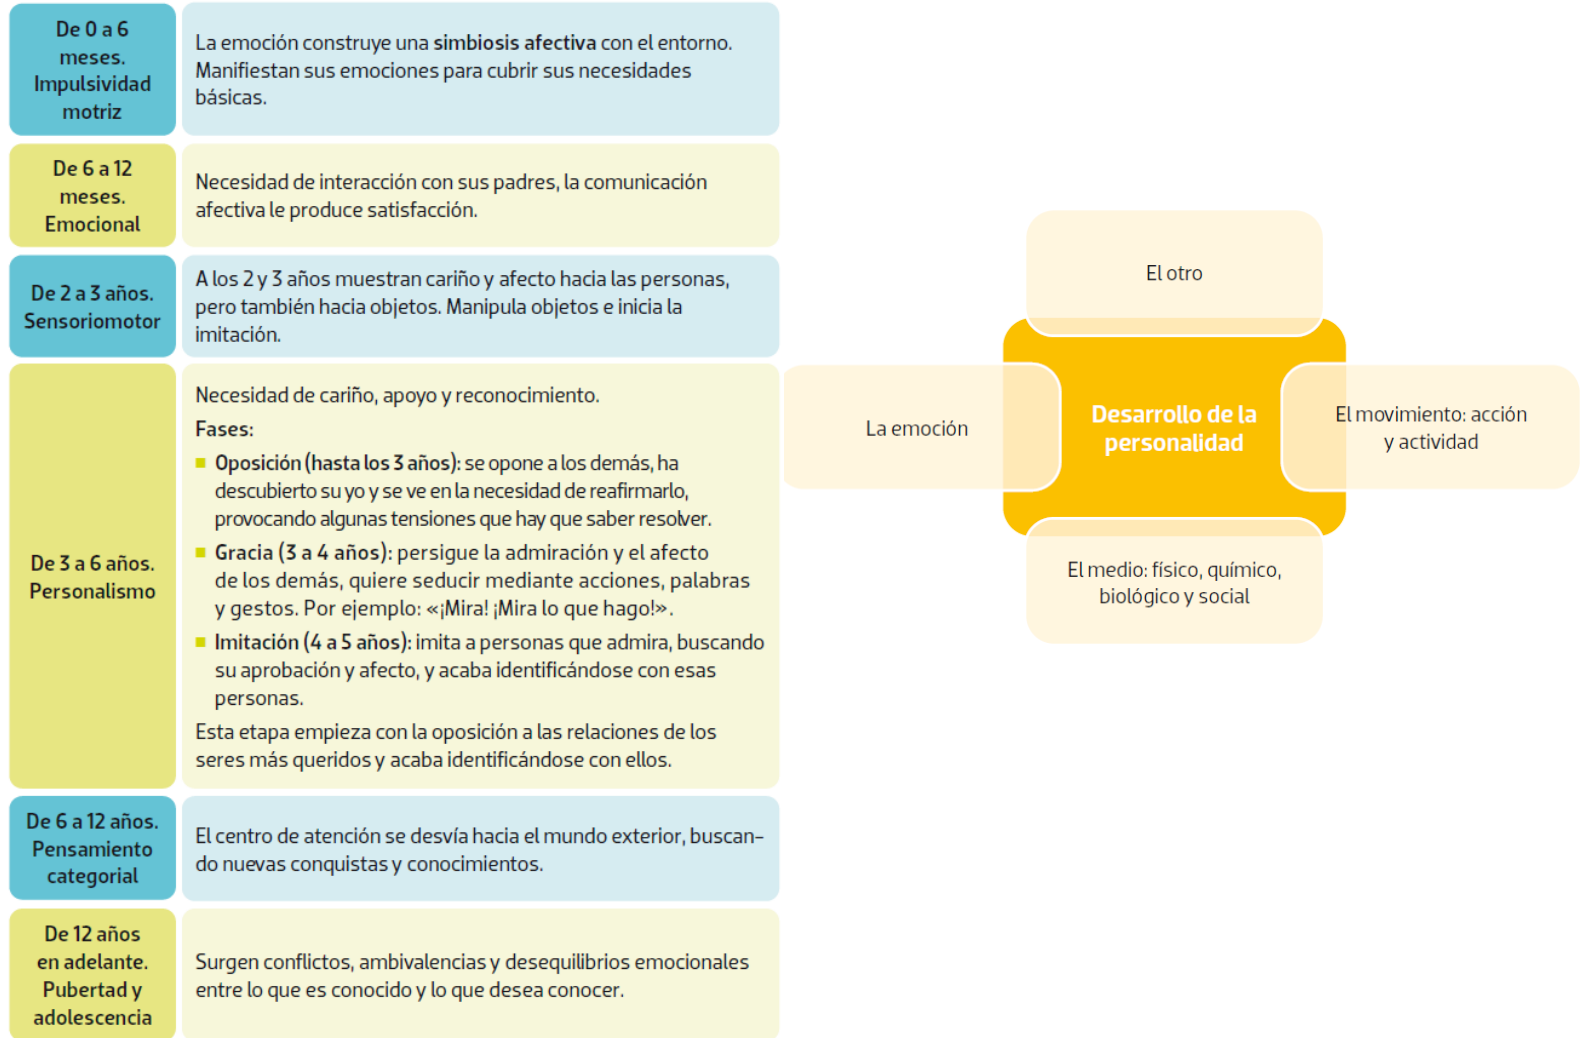 De 0 a 6
meses.
Impulsividad
motriz
La emoción construye una simbiosis afectiva con el entorno.
Manifiestan sus emociones para cubrir sus necesidades
básicas.
De 6 a 12
meses.
Emocional
Necesidad de interacción con sus padres, la comunicación
afectiva le produce satisfacción.
De 2 a 3 años.
Sensoriomotor
A los 2 y 3 años muestran cariño y afecto hacia las personas,
pero también hacia objetos. Manipula objetos e inicia la
imitación.
De 3 a 6 años.
Personalismo
Necesidad de cariño, apoyo y reconocimiento.
Fases:
■ Oposición (hasta los 3 años): se opone a los demás, ha
descubierto su yo y se ve en la necesidad de reafirmarlo,
provocando algunas tensiones que hay que saber resolver.
■ Gracia (3 a 4 años): persigue la admiración y el afecto
de los demás, quiere seducir mediante acciones, palabras
y gestos. Por ejemplo: «¡Mira! ¡Mira lo que hago!».
■ Imitación (4 a 5 años): imita a personas que admira, buscando
su aprobación y afecto, y acaba identificándose con esas
personas.
Esta etapa empieza con la oposición a las relaciones de los
seres más queridos y acaba identificándose con ellos.
De 6 a 12 años.
Pensamiento
categorial
El centro de atención se desvía hacia el mundo exterior, buscan-
do nuevas conquistas y conocimientos.
De 12 años
en adelante.
Pubertad y
adolescencia
Surgen conflictos, ambivalencias y desequilibrios emocionales
entre lo que es conocido y lo que desea conocer.
El otro
La emoción
Desarrollo de la
personalidad
El movimiento: acción
y actividad
El medio: físico, químico,
biológico y social